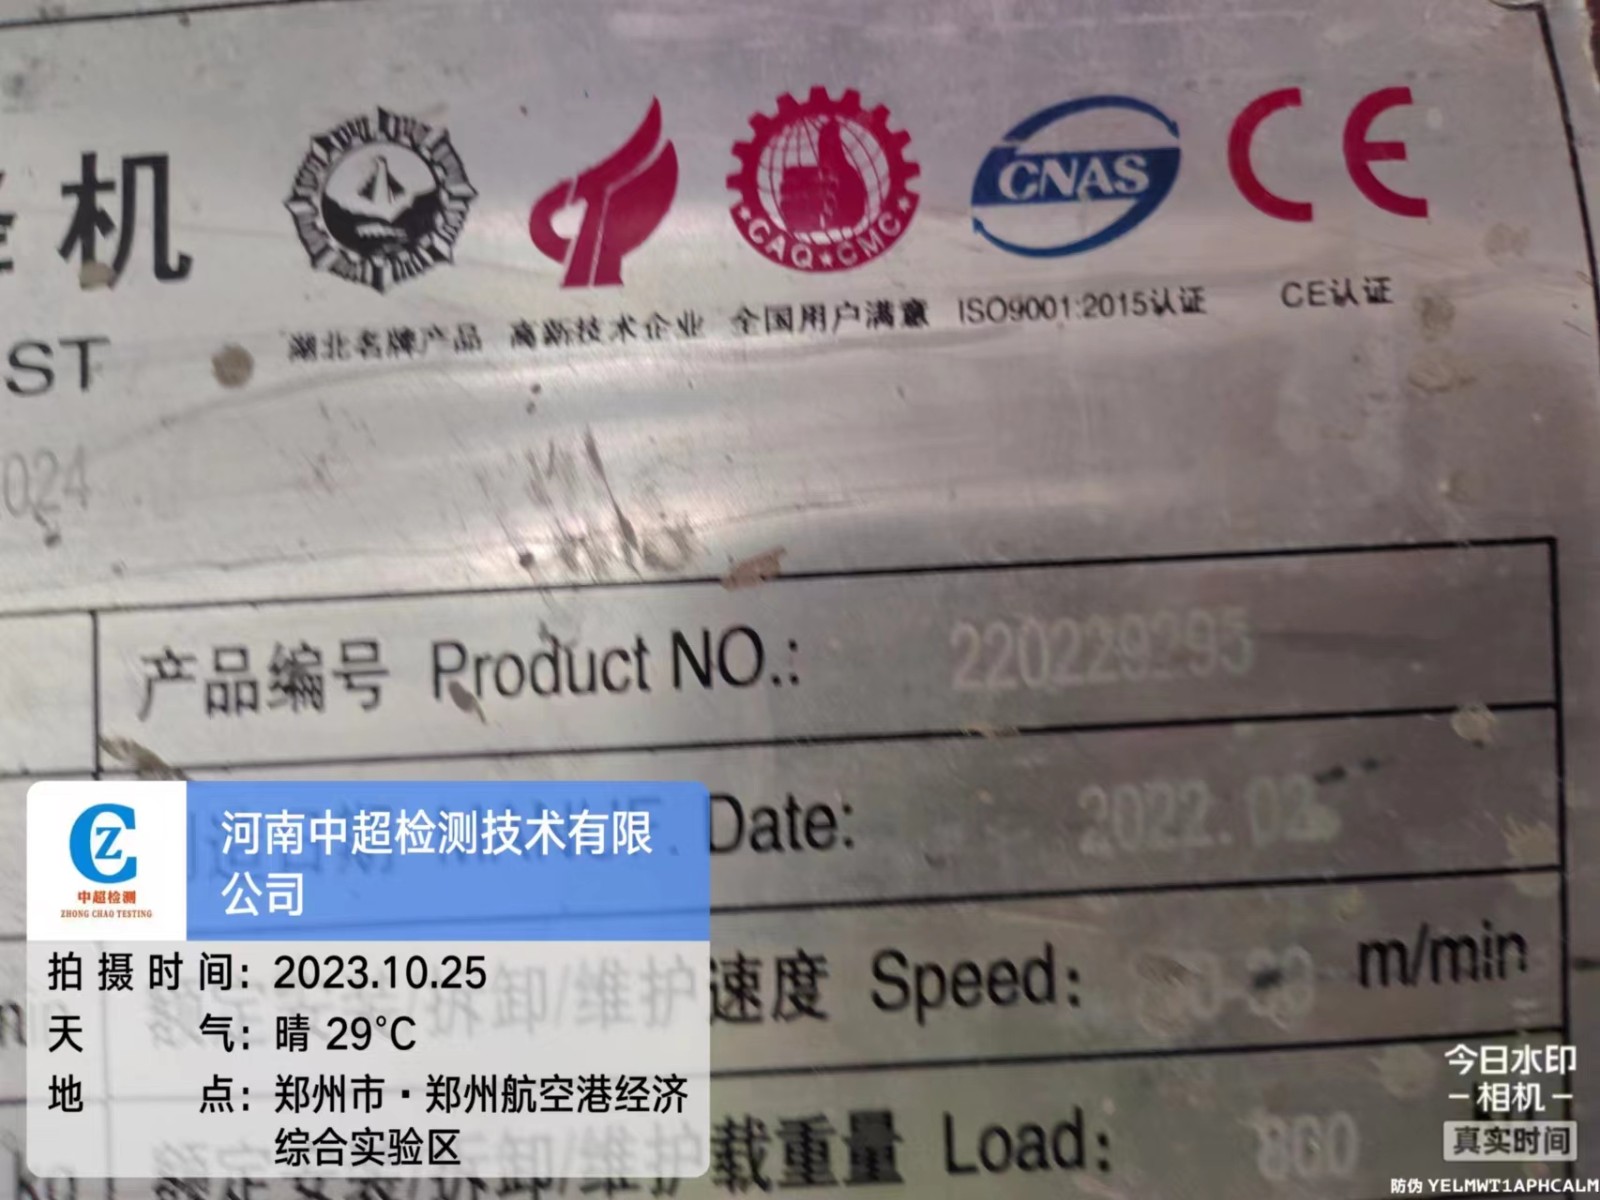 机
CNAS
CE
CAQ★CMC
湖北名牌产品 高新技术企业 全国用户满意 ISO9001:2015认证 CE认证
ST
024
产品编号 Product NO.: 220229295
Date: 2022.02
速度 Speed: m/min
载重量 Load: 800
CZ
中超检测
ZHONG CHAO TESTING
河南中超检测技术有限
公司
拍摄时间: 2023.10.25
天气: 晴 29°C
地点: 郑州市·郑州航空港经济
综合实验区
今日水印
相机
真实时间
防伪 YELMWT1APHCALM